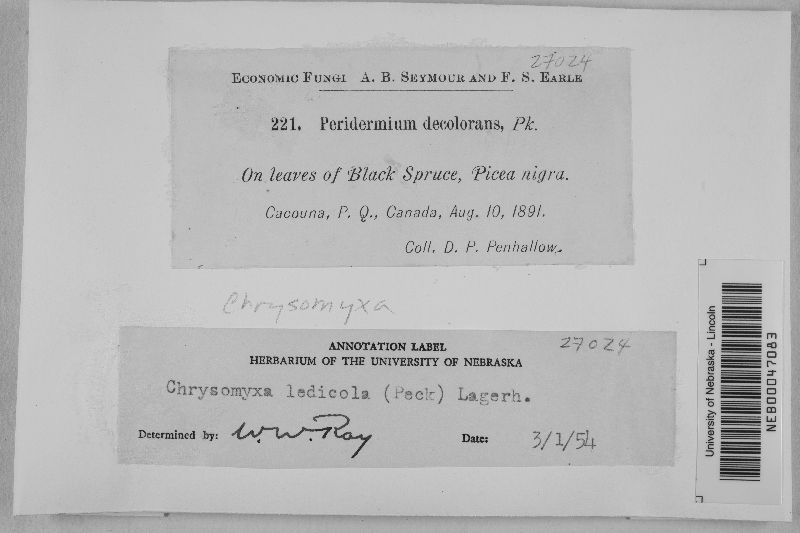 27024
Economic Fungi A. B. Seymour and F. S. Earle
221. Peridermium decolorans, Pk.
On leaves of Black Spruce, Picea nigra.
Cacouna, P. Q., Canada, Aug. 10, 1891.
Coll. D. P. Penhallow.
Chrysomyxa
ANNOTATION LABEL
27024
HERBARIUM OF THE UNIVERSITY OF NEBRASKA
Chrysomyxa ledicola (Peck) Lagerh.
Determined by: W. W. Ray Date: 3/1/54
University of Nebraska - Lincoln
NEB00047083